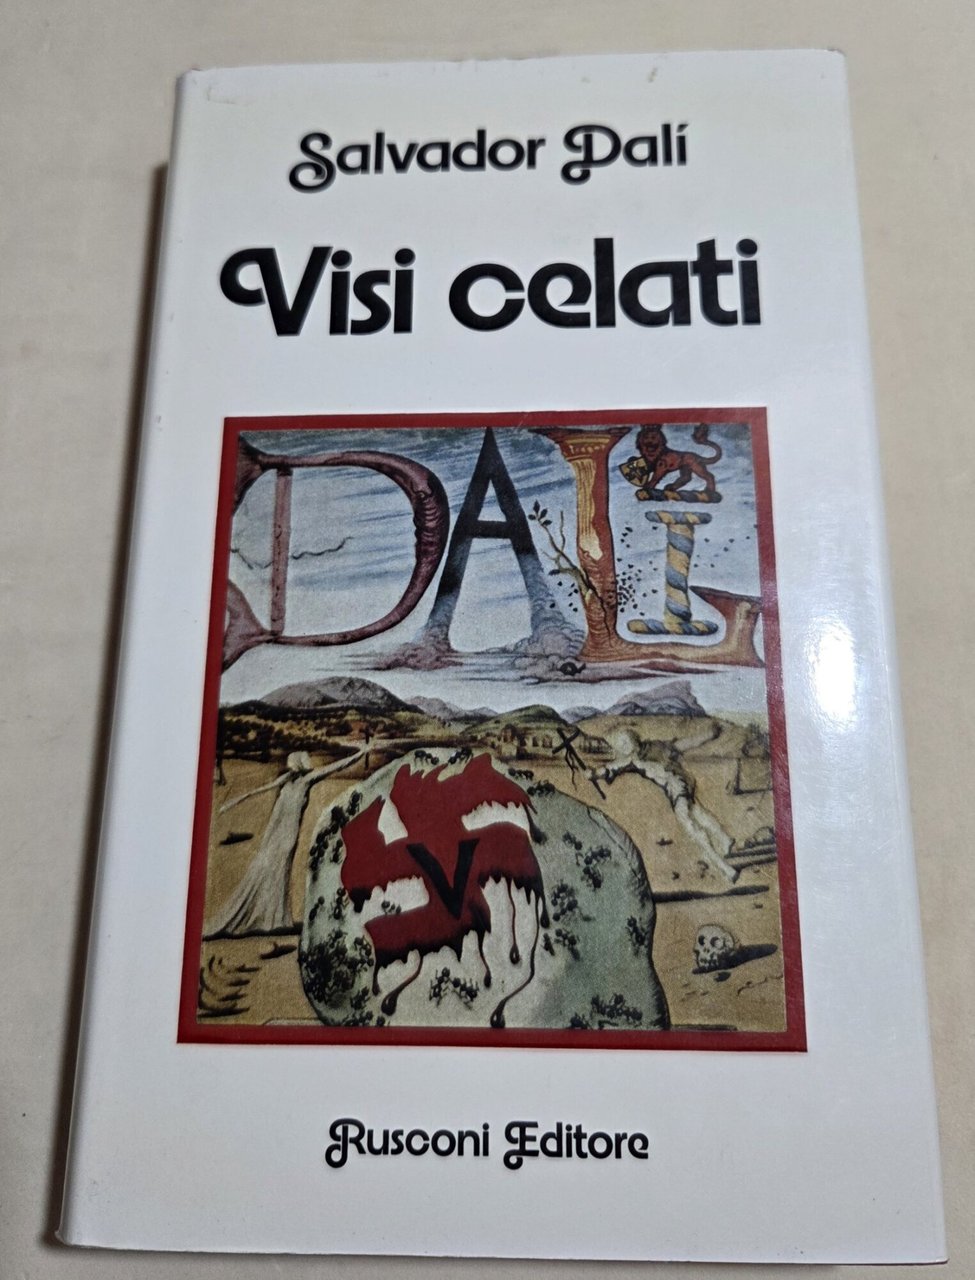 Salvador Dalí
Visi celati
DALI
V
Rusconi Editore